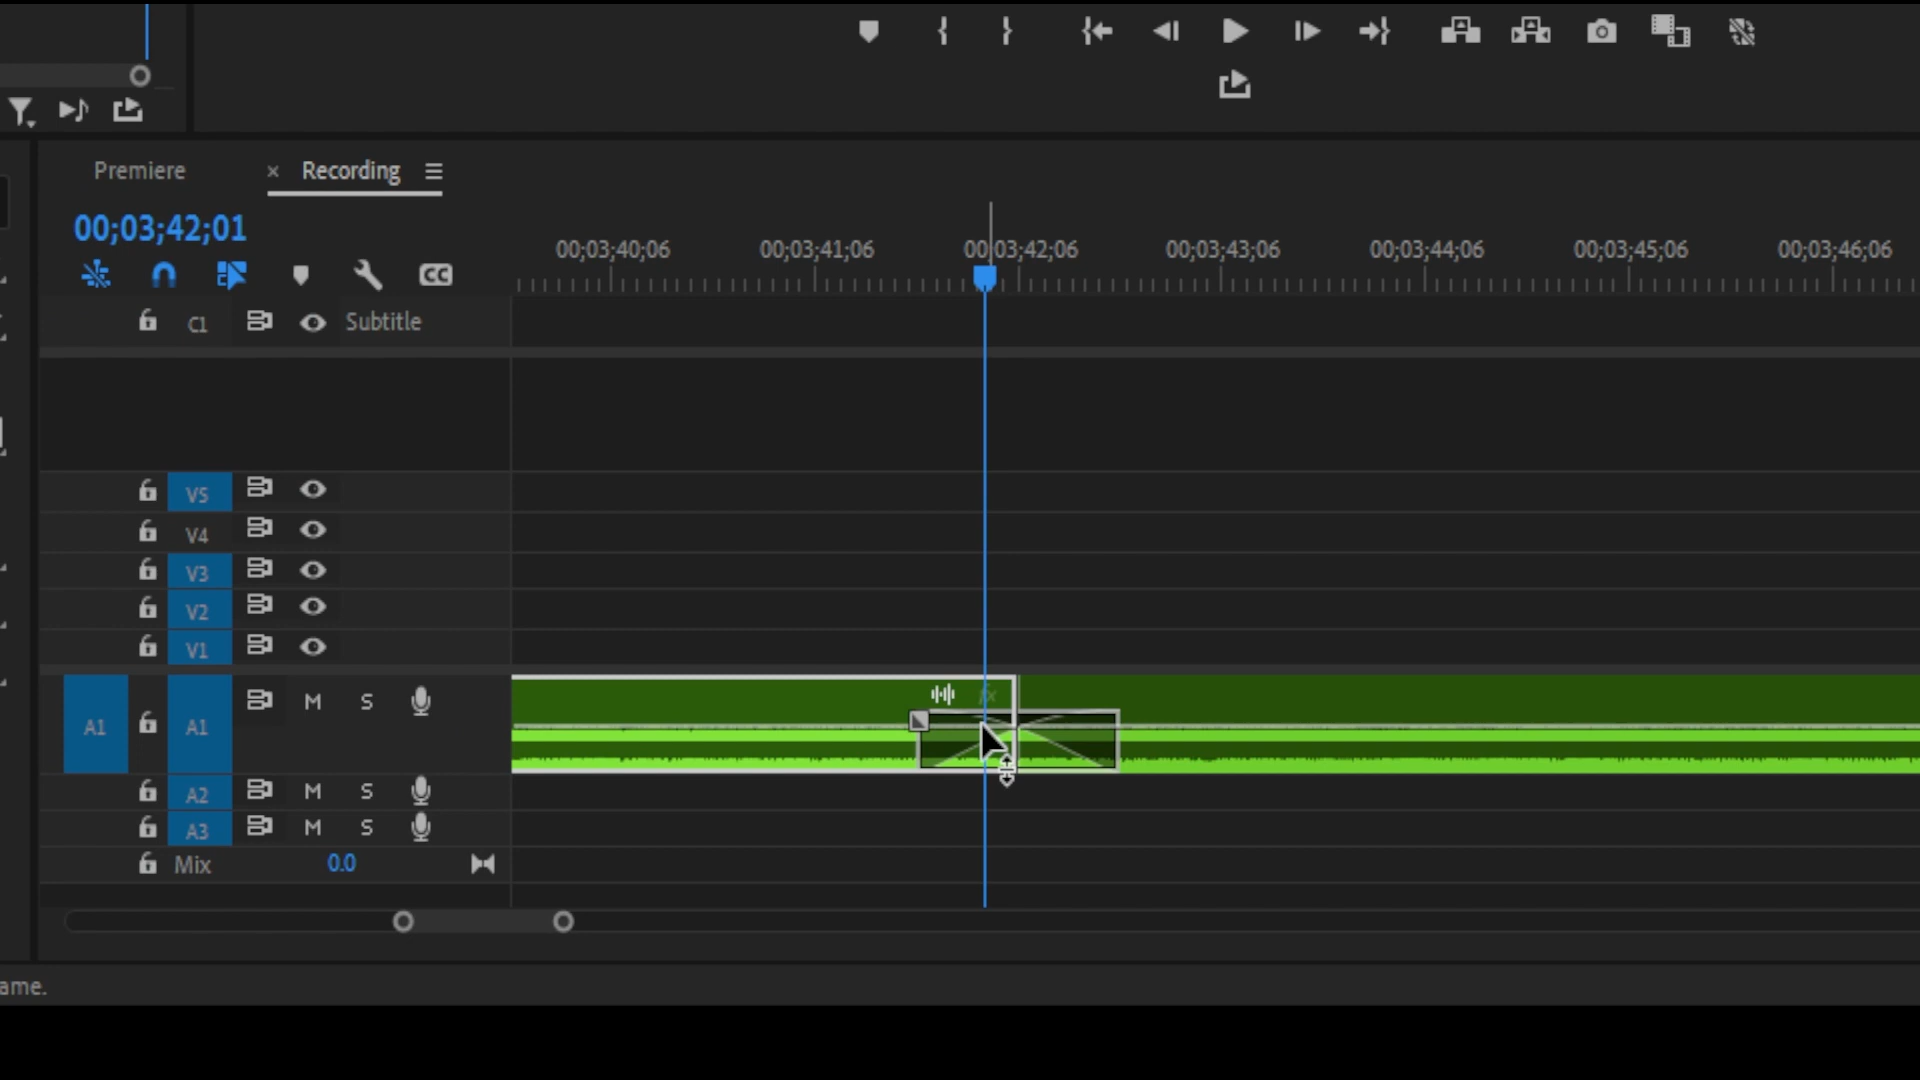 Premiere
× Recording
00;03;42;01
00;03;40;06 00;03;41;06 00;03;42;06 00;03;43;06 00;03;44;06 00;03;45;06 00;03;46;06
CC
C1 Subtitle
V5
V4
V3
V2
V1
A1 A1 M S
fx
A2 M S
A3 M S
Mix 0.0
ame.